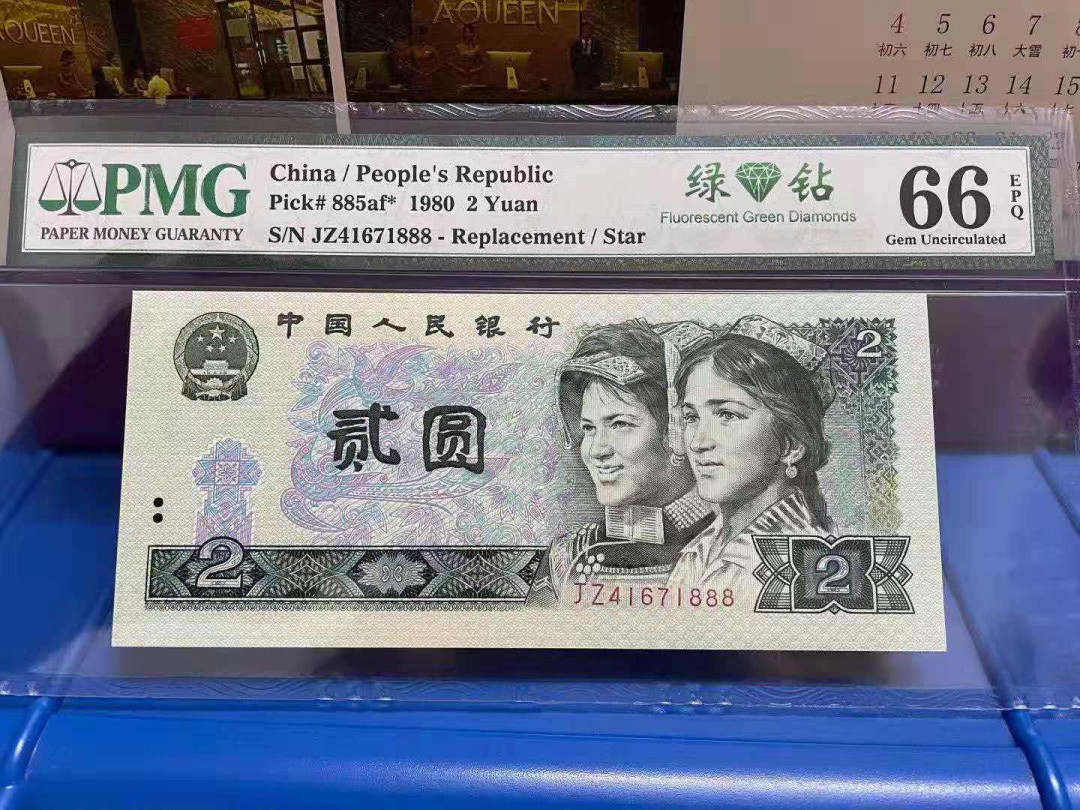 AQUEEN
AQUEEN
4 5 6 7
初六 初七 初八 大雪
11 12 13 14 15
PMG
PAPER MONEY GUARANTY
China / People's Republic
Pick# 885af* 1980 2 Yuan
S/N JZ41671888 - Replacement / Star
绿 钻
Fluorescent Green Diamonds
66
EPQ
Gem Uncirculated
中国人民银行
2
贰圆
2
2
JZ41671888